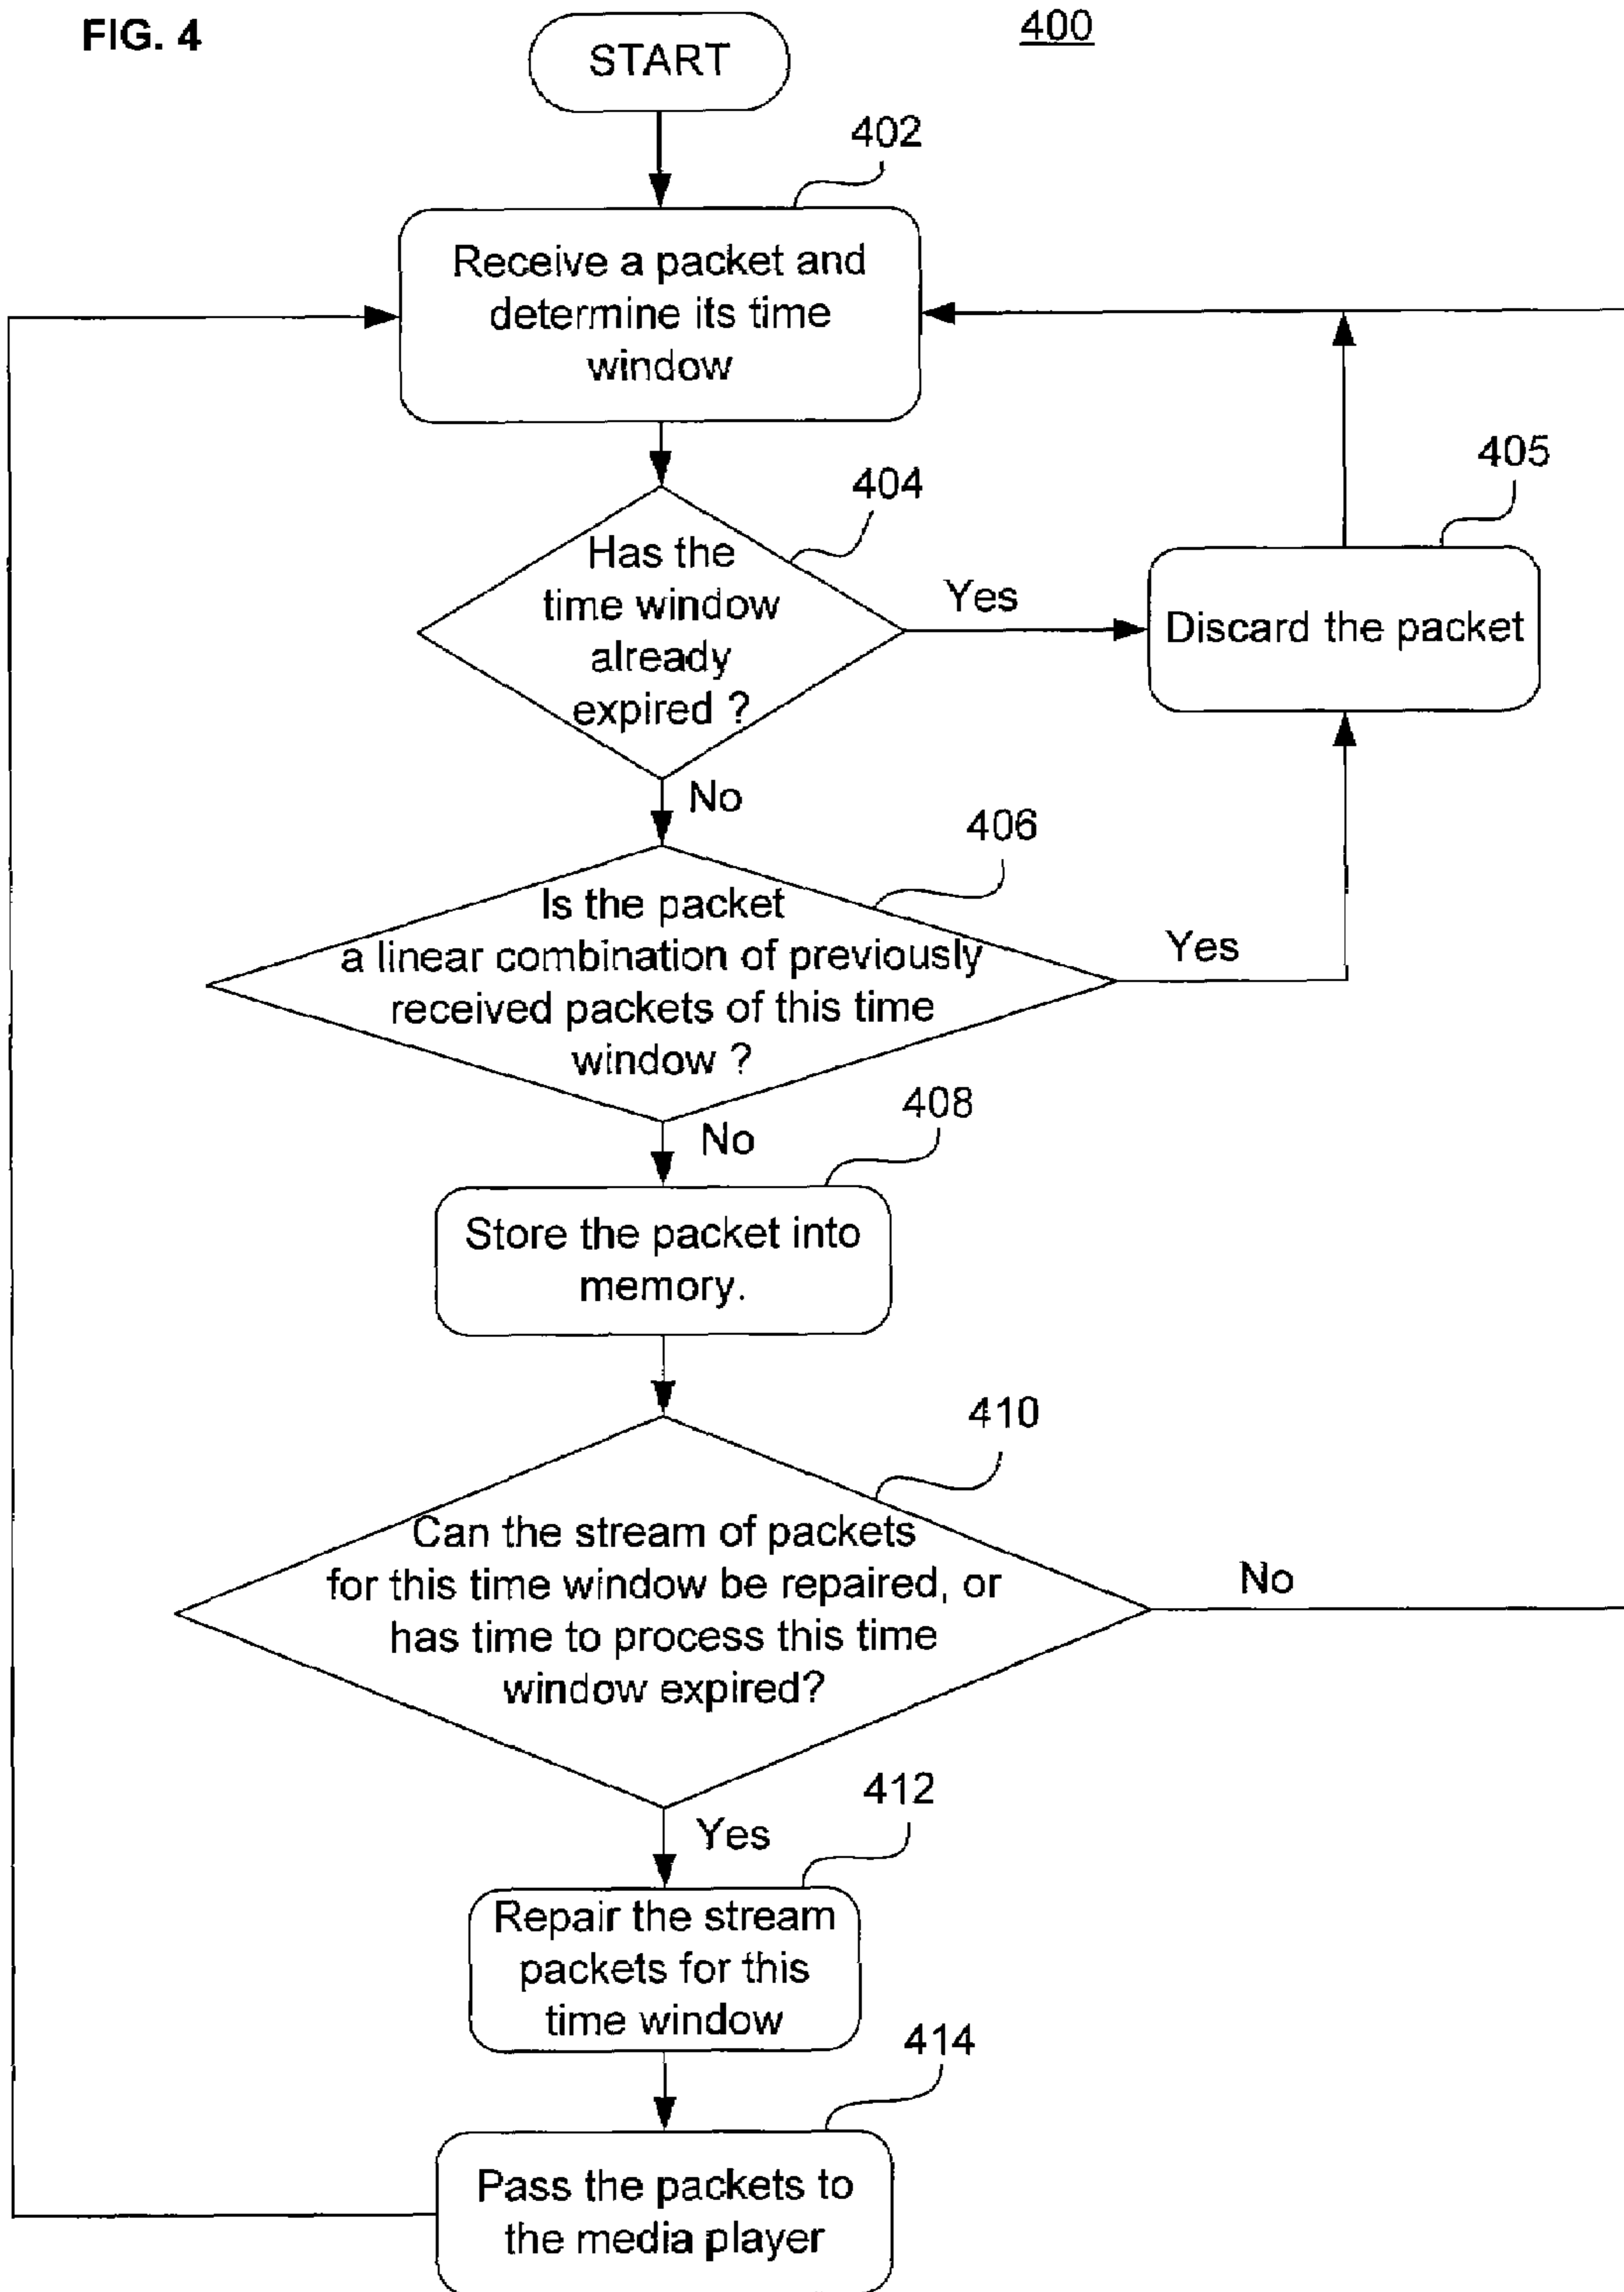 FIG. 4
400
START
402
Receive a packet and
determine its time
window
404
Has the
time window
already
expired ?
Yes
405
Discard the packet
No
406
Is the packet
a linear combination of previously
received packets of this time
window ?
Yes
No
408
Store the packet into
memory.
410
Can the stream of packets
for this time window be repaired, or
has time to process this time
window expired?
No
Yes
412
Repair the stream
packets for this
time window
414
Pass the packets to
the media player